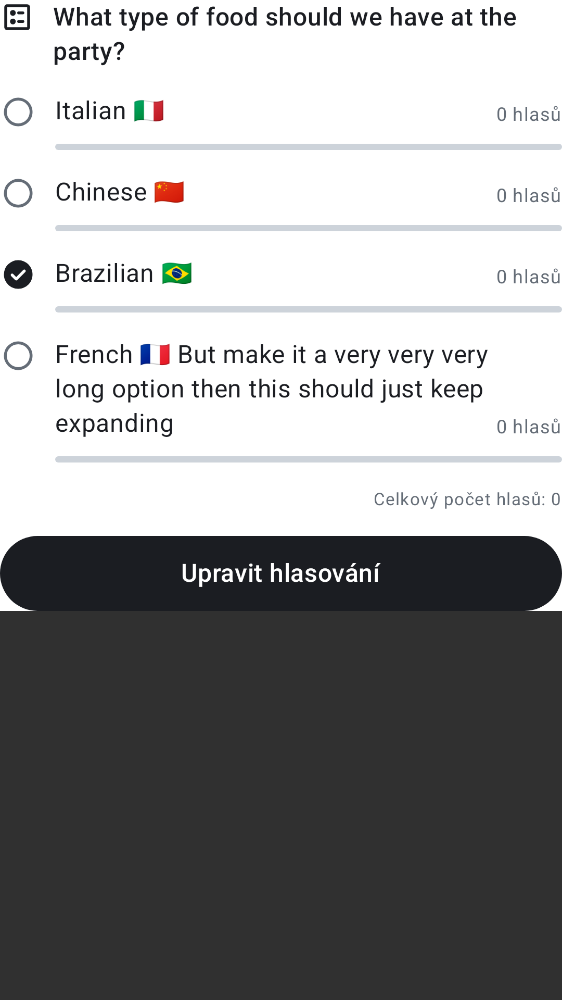 What type of food should we have at the
party?
Italian 🇮🇹
0 hlasů
Chinese 🇨🇳
0 hlasů
Brazilian 🇧🇷
0 hlasů
French 🇫🇷 But make it a very very very
long option then this should just keep
expanding
0 hlasů
Celkový počet hlasů: 0
Upravit hlasování